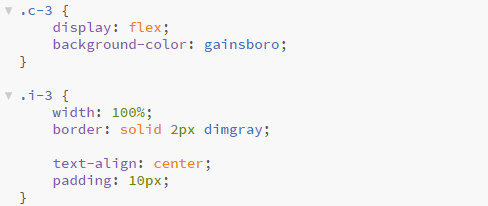 .c-3 {
    display: flex;
    background-color: gainsboro;
}

.i-3 {
    width: 100%;
    border: solid 2px dimgray;

    text-align: center;
    padding: 10px;
}